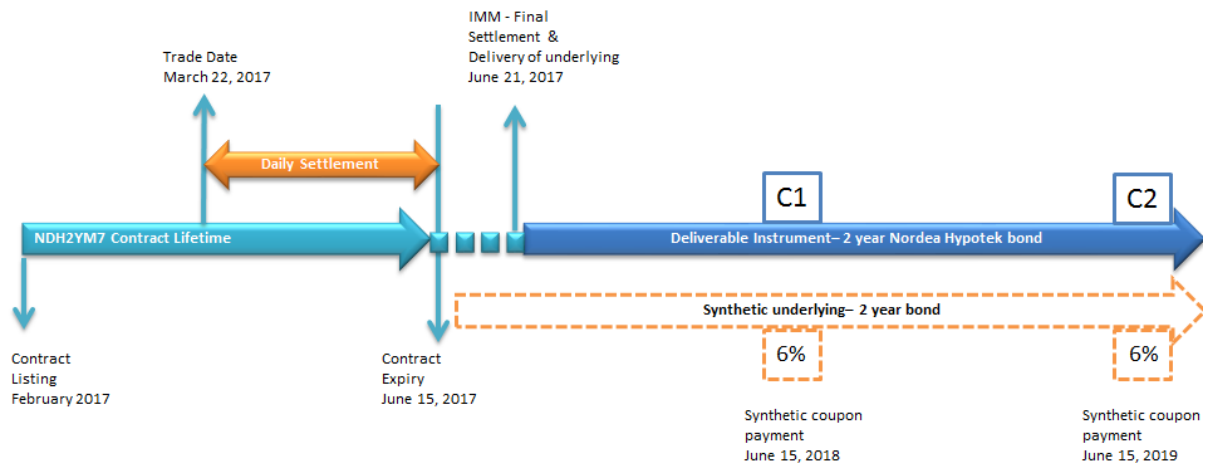 IMM - Final
Settlement &
Delivery of underlying
June 21, 2017
Trade Date
March 22, 2017
Daily Settlement
C1
C2
NDH2YM7 Contract Lifetime
Deliverable Instrument– 2 year Nordea Hypotek bond
Synthetic underlying– 2 year bond
6%
6%
Contract
Listing
February 2017
Contract
Expiry
June 15, 2017
Synthetic coupon
payment
June 15, 2018
Synthetic coupon
payment
June 15, 2019